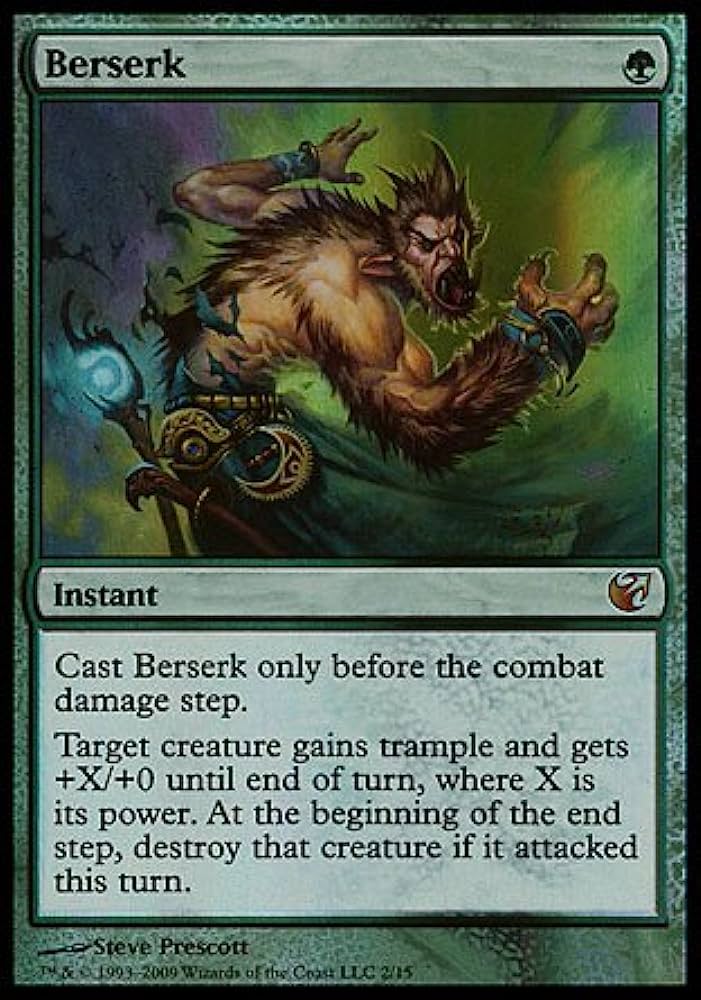 Berserk
Instant
Cast Berserk only before the combat
damage step.
Target creature gains trample and gets
+X/+0 until end of turn, where X is
its power. At the beginning of the end
step, destroy that creature if it attacked
this turn.
Steve Prescott
™ & © 1993–2009 Wizards of the Coast LLC 2/15